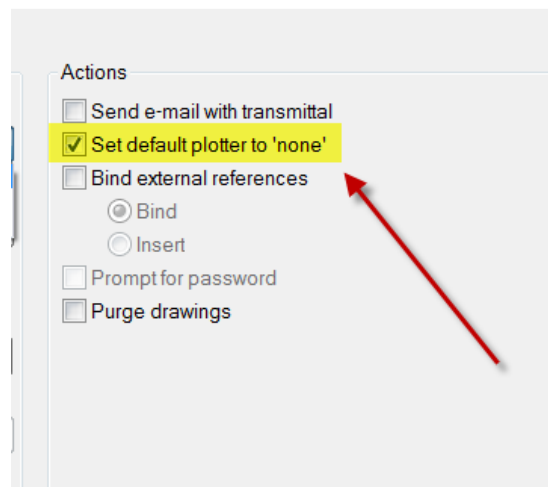 Actions
Send e-mail with transmittal
Set default plotter to 'none'
Bind external references
Bind
Insert
Prompt for password
Purge drawings